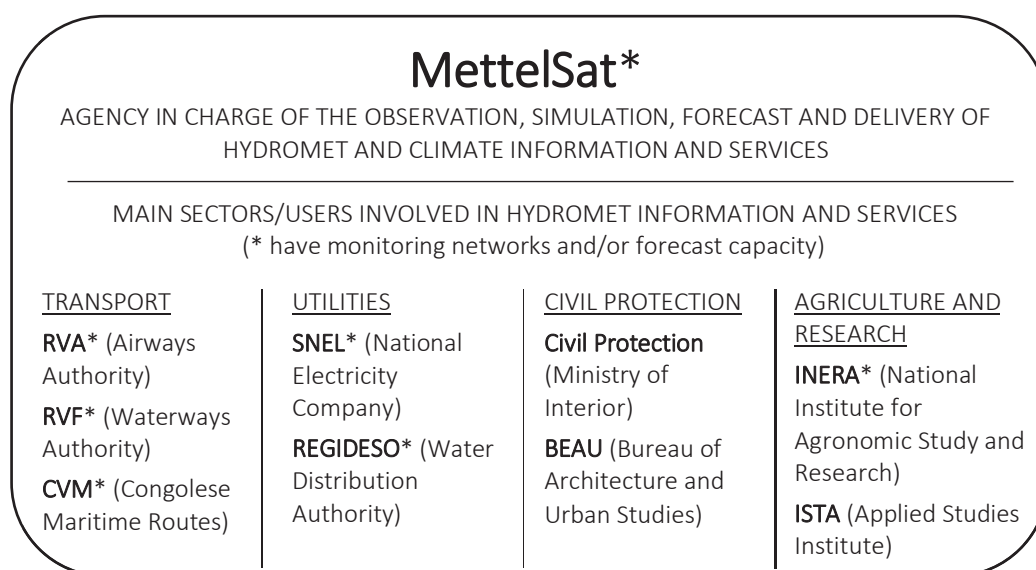 MettelSat*
AGENCY IN CHARGE OF THE OBSERVATION, SIMULATION, FORECAST AND DELIVERY OF
HYDROMET AND CLIMATE INFORMATION AND SERVICES
MAIN SECTORS/USERS INVOLVED IN HYDROMET INFORMATION AND SERVICES
(* have monitoring networks and/or forecast capacity)
TRANSPORT
RVA* (Airways
Authority)
RVF* (Waterways
Authority)
CVM* (Congolese
Maritime Routes)
UTILITIES
SNEL* (National
Electricity
Company)
REGIDESO* (Water
Distribution
Authority)
CIVIL PROTECTION
Civil Protection
(Ministry of
Interior)
BEAU (Bureau of
Architecture and
Urban Studies)
AGRICULTURE AND
RESEARCH
INERA* (National
Institute for
Agronomic Study and
Research)
ISTA (Applied Studies
Institute)